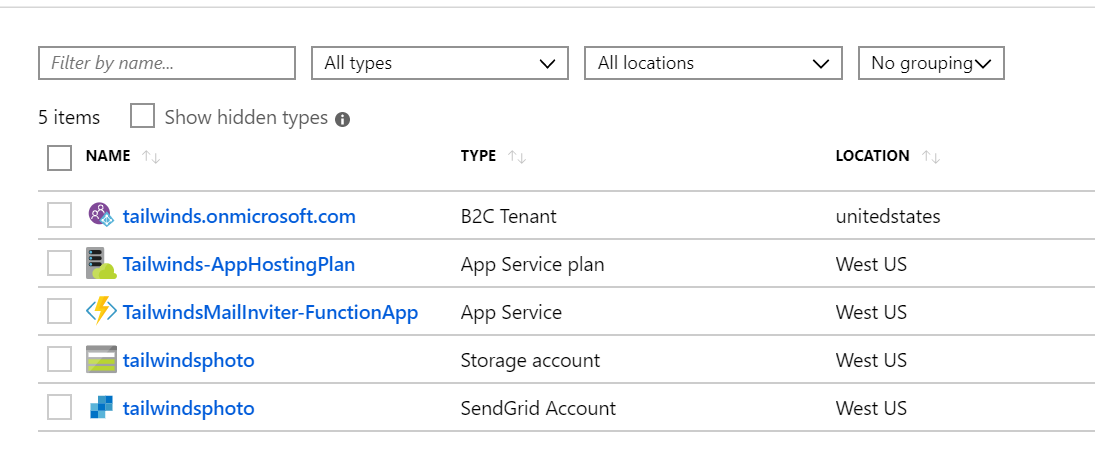 Filter by name... All types All locations No grouping
5 items Show hidden types
NAME TYPE LOCATION
tailwinds.onmicrosoft.com B2C Tenant unitedstates
Tailwinds-AppHostingPlan App Service plan West US
TailwindsMailInviter-FunctionApp App Service West US
tailwindsphoto Storage account West US
tailwindsphoto SendGrid Account West US